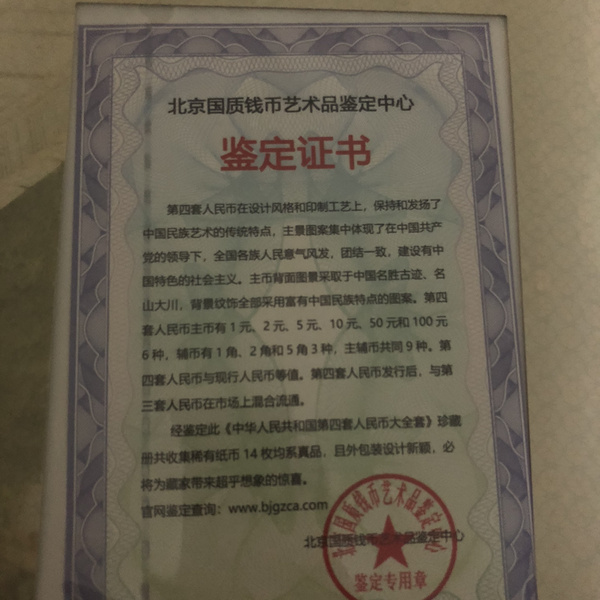 北京国质钱币艺术品鉴定中心
鉴定证书
第四套人民币在设计风格和印制工艺上，保持和发扬了
中国民族艺术的传统特点，主景图案集中体现了在中国共产
党的领导下，全国各族人民意气风发，团结一致，建设有中
国特色的社会主义。主币背面图景采取于中国名胜古迹、名
山大川，背景纹饰全部采用富有中国民族特点的图案。第四
套人民币主币有1元、2元、5元、10元、50元和100元
6种，辅币有1角、2角和5角3种，主辅币共同9种。第
四套人民币与现行人民币等值。第四套人民币发行后，与第
三套人民币在市场上混合流通。
经鉴定此《中华人民共和国第四套人民币大全套》珍藏
册共收集稀有纸币14枚均系真品，且外包装设计新颖，必
将为藏家带来超乎想象的惊喜。
官网鉴定查询：www.bjgzca.com
北京国质钱币艺术品鉴定中心
北京国质钱币艺术品鉴定中心
鉴定专用章